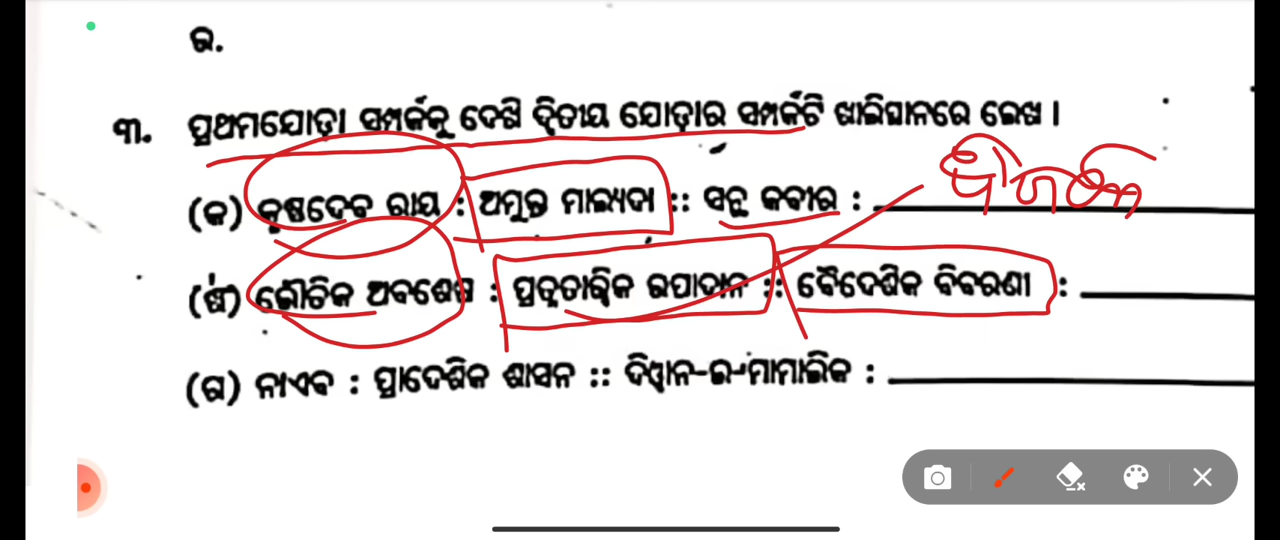 ଉ.
୩. ପ୍ରଥମଯୋଡ଼ା ସମ୍ପର୍କକୁ ଦେଖି ଦ୍ୱିତୀୟ ଯୋଡ଼ାର ସମ୍ପର୍କଟି ଖାଲିସ୍ଥାନରେ ଲେଖ ।
(କ) କୃଷ୍ଣଦେବ ରାୟ : ଅମୁକ୍ତ ମାଲ୍ୟଦା :: ସନ୍ଥ କବୀର :
(ଖ) ଭୌତିକ ଅବଶେଷ : ପ୍ରତ୍ନତାତ୍ତ୍ୱିକ ଉପାଦାନ :: ବୈଦେଶିକ ବିବରଣୀ :
(ଗ) ନାଏବ : ପ୍ରାଦେଶିକ ଶାସନ :: ଦିୱାନ-ଇ-ମାମାଲିକ :